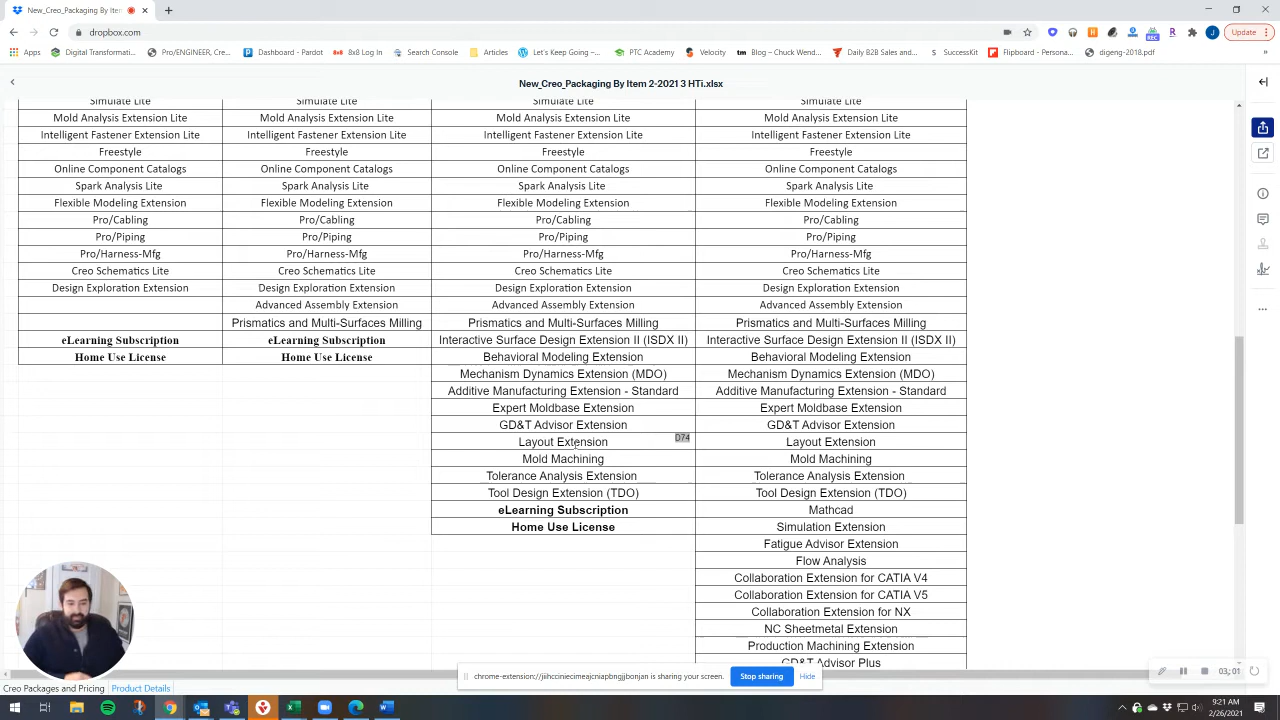 New_Creo_Packaging By Item
dropbox.com
Update
Apps Digital Transformati... Pro/ENGINEER, Cre... Dashboard - Pardot 8x8 Log In Search Console Articles Let's Keep Going –... PTC Academy Velocity Blog – Chuck Wend... Daily B2B Sales and... SuccessKit Flipboard - Persona... digeng-2018.pdf
New_Creo_Packaging By Item 2-2021 3 HTi.xlsx
Simulate Lite Simulate Lite Simulate Lite Simulate Lite
Mold Analysis Extension Lite Mold Analysis Extension Lite Mold Analysis Extension Lite Mold Analysis Extension Lite
Intelligent Fastener Extension Lite Intelligent Fastener Extension Lite Intelligent Fastener Extension Lite Intelligent Fastener Extension Lite
Freestyle Freestyle Freestyle Freestyle
Online Component Catalogs Online Component Catalogs Online Component Catalogs Online Component Catalogs
Spark Analysis Lite Spark Analysis Lite Spark Analysis Lite Spark Analysis Lite
Flexible Modeling Extension Flexible Modeling Extension Flexible Modeling Extension Flexible Modeling Extension
Pro/Cabling Pro/Cabling Pro/Cabling Pro/Cabling
Pro/Piping Pro/Piping Pro/Piping Pro/Piping
Pro/Harness-Mfg Pro/Harness-Mfg Pro/Harness-Mfg Pro/Harness-Mfg
Creo Schematics Lite Creo Schematics Lite Creo Schematics Lite Creo Schematics Lite
Design Exploration Extension Design Exploration Extension Design Exploration Extension Design Exploration Extension
Advanced Assembly Extension Advanced Assembly Extension Advanced Assembly Extension
Prismatics and Multi-Surfaces Milling Prismatics and Multi-Surfaces Milling Prismatics and Multi-Surfaces Milling
eLearning Subscription eLearning Subscription Interactive Surface Design Extension II (ISDX II) Interactive Surface Design Extension II (ISDX II)
Home Use License Home Use License Behavioral Modeling Extension Behavioral Modeling Extension
Mechanism Dynamics Extension (MDO) Mechanism Dynamics Extension (MDO)
Additive Manufacturing Extension - Standard Additive Manufacturing Extension - Standard
Expert Moldbase Extension Expert Moldbase Extension
GD&T Advisor Extension GD&T Advisor Extension
Layout Extension D74 Layout Extension
Mold Machining Mold Machining
Tolerance Analysis Extension Tolerance Analysis Extension
Tool Design Extension (TDO) Tool Design Extension (TDO)
eLearning Subscription Mathcad
Home Use License Simulation Extension
Fatigue Advisor Extension
Flow Analysis
Collaboration Extension for CATIA V4
Collaboration Extension for CATIA V5
Collaboration Extension for NX
NC Sheetmetal Extension
Production Machining Extension
GD&T Advisor Plus
chrome-extension://jiihcciniecimeajcniapbngjjbonjan is sharing your screen. Stop sharing Hide
03:01
Creo Packages and Pricing Product Details
9:21 AM
2/26/2021